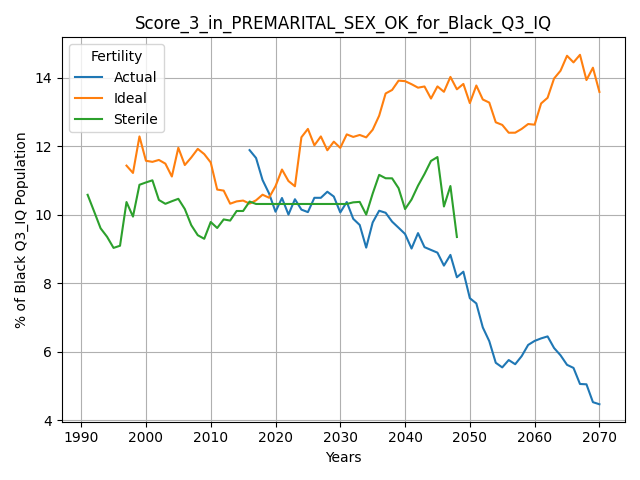 Score_3_in_PREMARITAL_SEX_OK_for_Black_Q3_IQ
Fertility
Actual
Ideal
Sterile
% of Black Q3_IQ Population
14
12
10
8
6
4
1990 2000 2010 2020 2030 2040 2050 2060 2070
Years